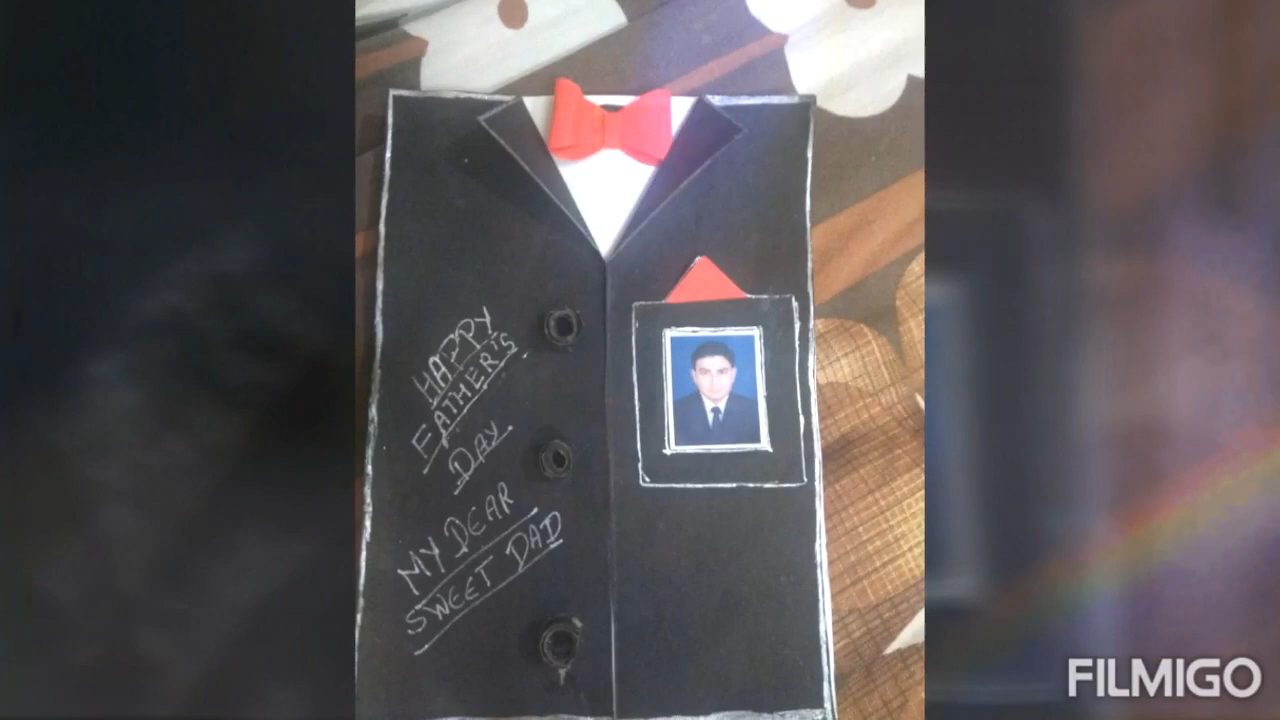 HAPPY
FATHER'S
DAY
MY DEAR
SWEET DAD
FILMIGO